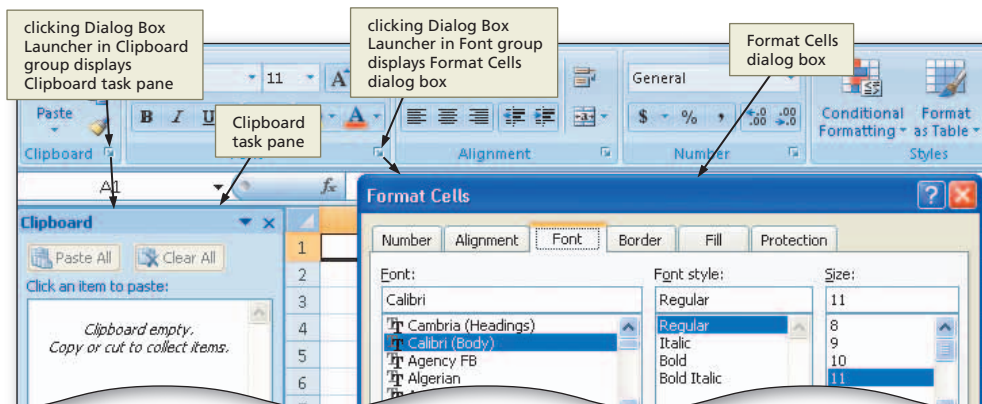 clicking Dialog Box
Launcher in Clipboard
group displays
Clipboard task pane
clicking Dialog Box
Launcher in Font group
displays Format Cells
dialog box
Format Cells
dialog box
Clipboard
task pane
11
A
General
Paste
B I U
A
$ % ,
.0 .00
.00 .0
Conditional
Formatting
Format
as Table
Clipboard
Alignment
Number
Styles
A1
fx
Clipboard
Paste All
Clear All
Click an item to paste:
Clipboard empty.
Copy or cut to collect items.
1
2
3
4
5
6
Format Cells
?
X
Number Alignment Font Border Fill Protection
Font:
Calibri
Cambria (Headings)
Calibri (Body)
Agency FB
Algerian
Font style:
Regular
Regular
Italic
Bold
Bold Italic
Size:
11
8
9
10
11